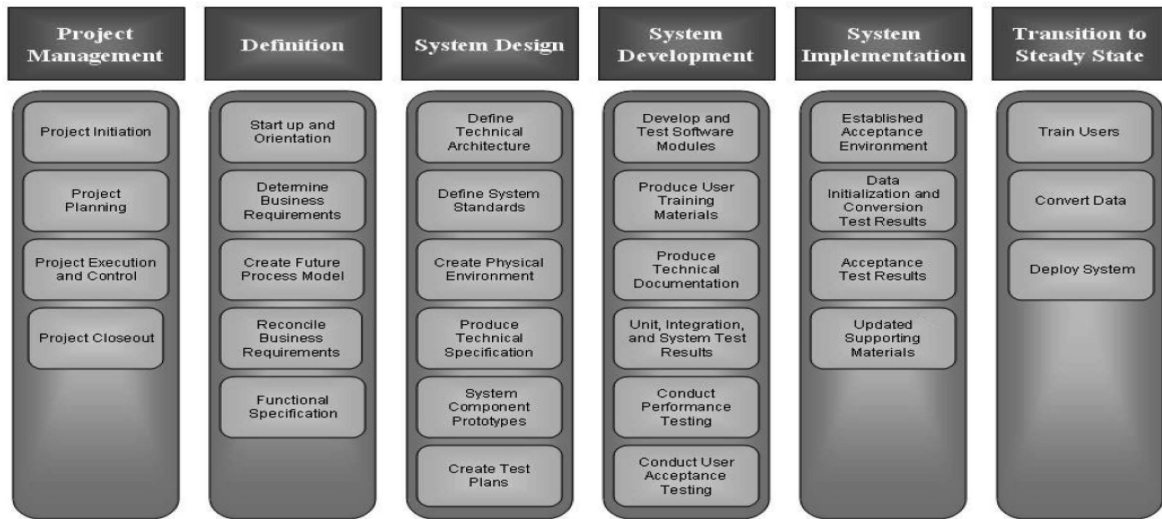 Project
Management
Project Initiation
Project
Planning
Project Execution
and Control
Project Closeout
Definition
Start up and
Orientation
Determine
Business
Requirements
Create Future
Process Model
Reconcile
Business
Requirements
Functional
Specification
System Design
Define
Technical
Architecture
Define System
Standards
Create Physical
Environment
Produce
Technical
Specification
System
Component
Prototypes
Create Test
Plans
System
Development
Develop and
Test Software
Modules
Produce User
Training
Materials
Produce
Technical
Documentation
Unit, Integration,
and System Test
Results
Conduct
Performance
Testing
Conduct User
Acceptance
Testing
System
Implementation
Established
Acceptance
Environment
Data
Initialization and
Conversion
Test Results
Acceptance
Test Results
Updated
Supporting
Materials
Transition to
Steady State
Train Users
Convert Data
Deploy System